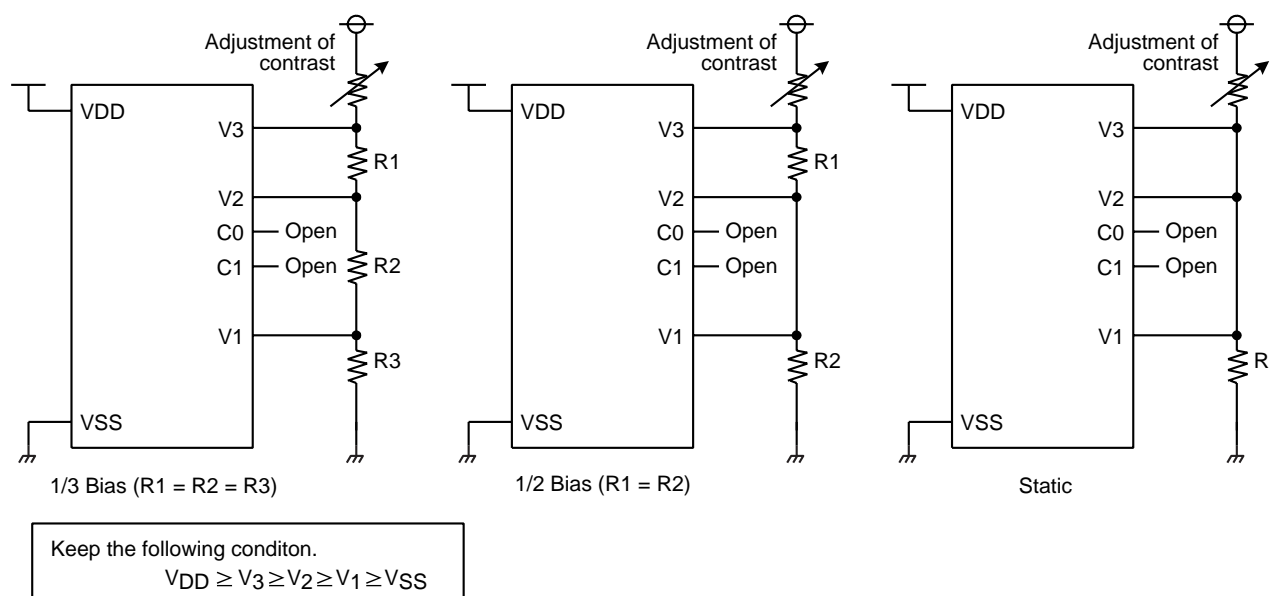 Adjustment of
contrast
VDD
V3
R1
V2
C0
Open
C1
Open
R2
V1
R3
VSS
1/3 Bias (R1 = R2 = R3)
Adjustment of
contrast
VDD
V3
R1
V2
C0
Open
C1
Open
V1
R2
VSS
1/2 Bias (R1 = R2)
Adjustment of
contrast
VDD
V3
V2
C0
Open
C1
Open
V1
R
VSS
Static
Keep the following conditon.
VDD ≥ V3 ≥ V2 ≥ V1 ≥ VSS